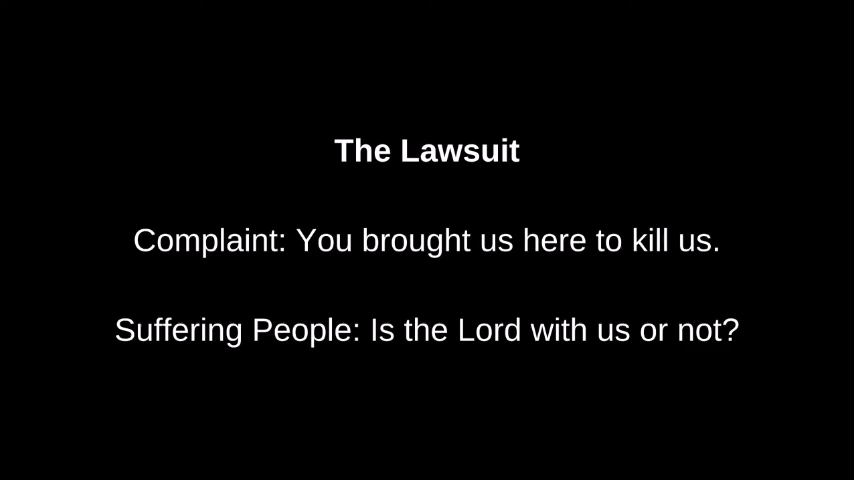 The Lawsuit
Complaint: You brought us here to kill us.
Suffering People: Is the Lord with us or not?